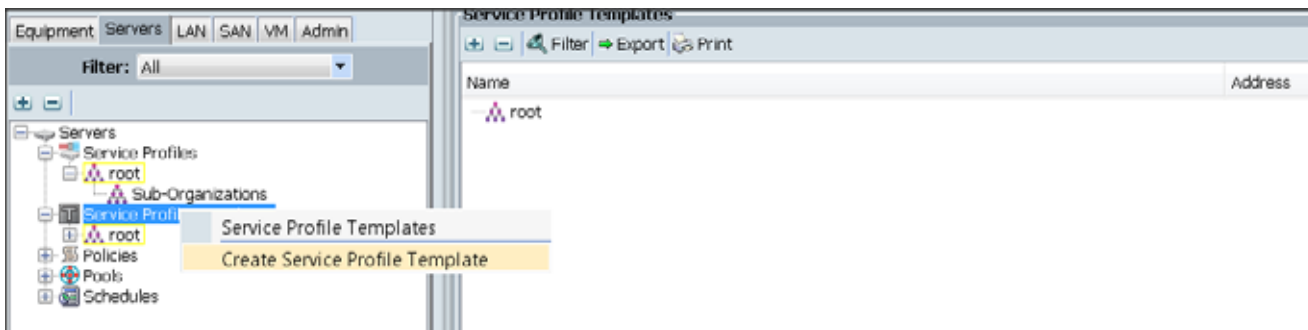 Equipment Servers LAN SAN VM Admin
Filter: All
Servers
Service Profiles
root
Sub-Organizations
Service Profi
root
Policies
Pools
Schedules
Service Profile Templates
Create Service Profile Template
Service Profile Templates
Filter Export Print
Name Address
root